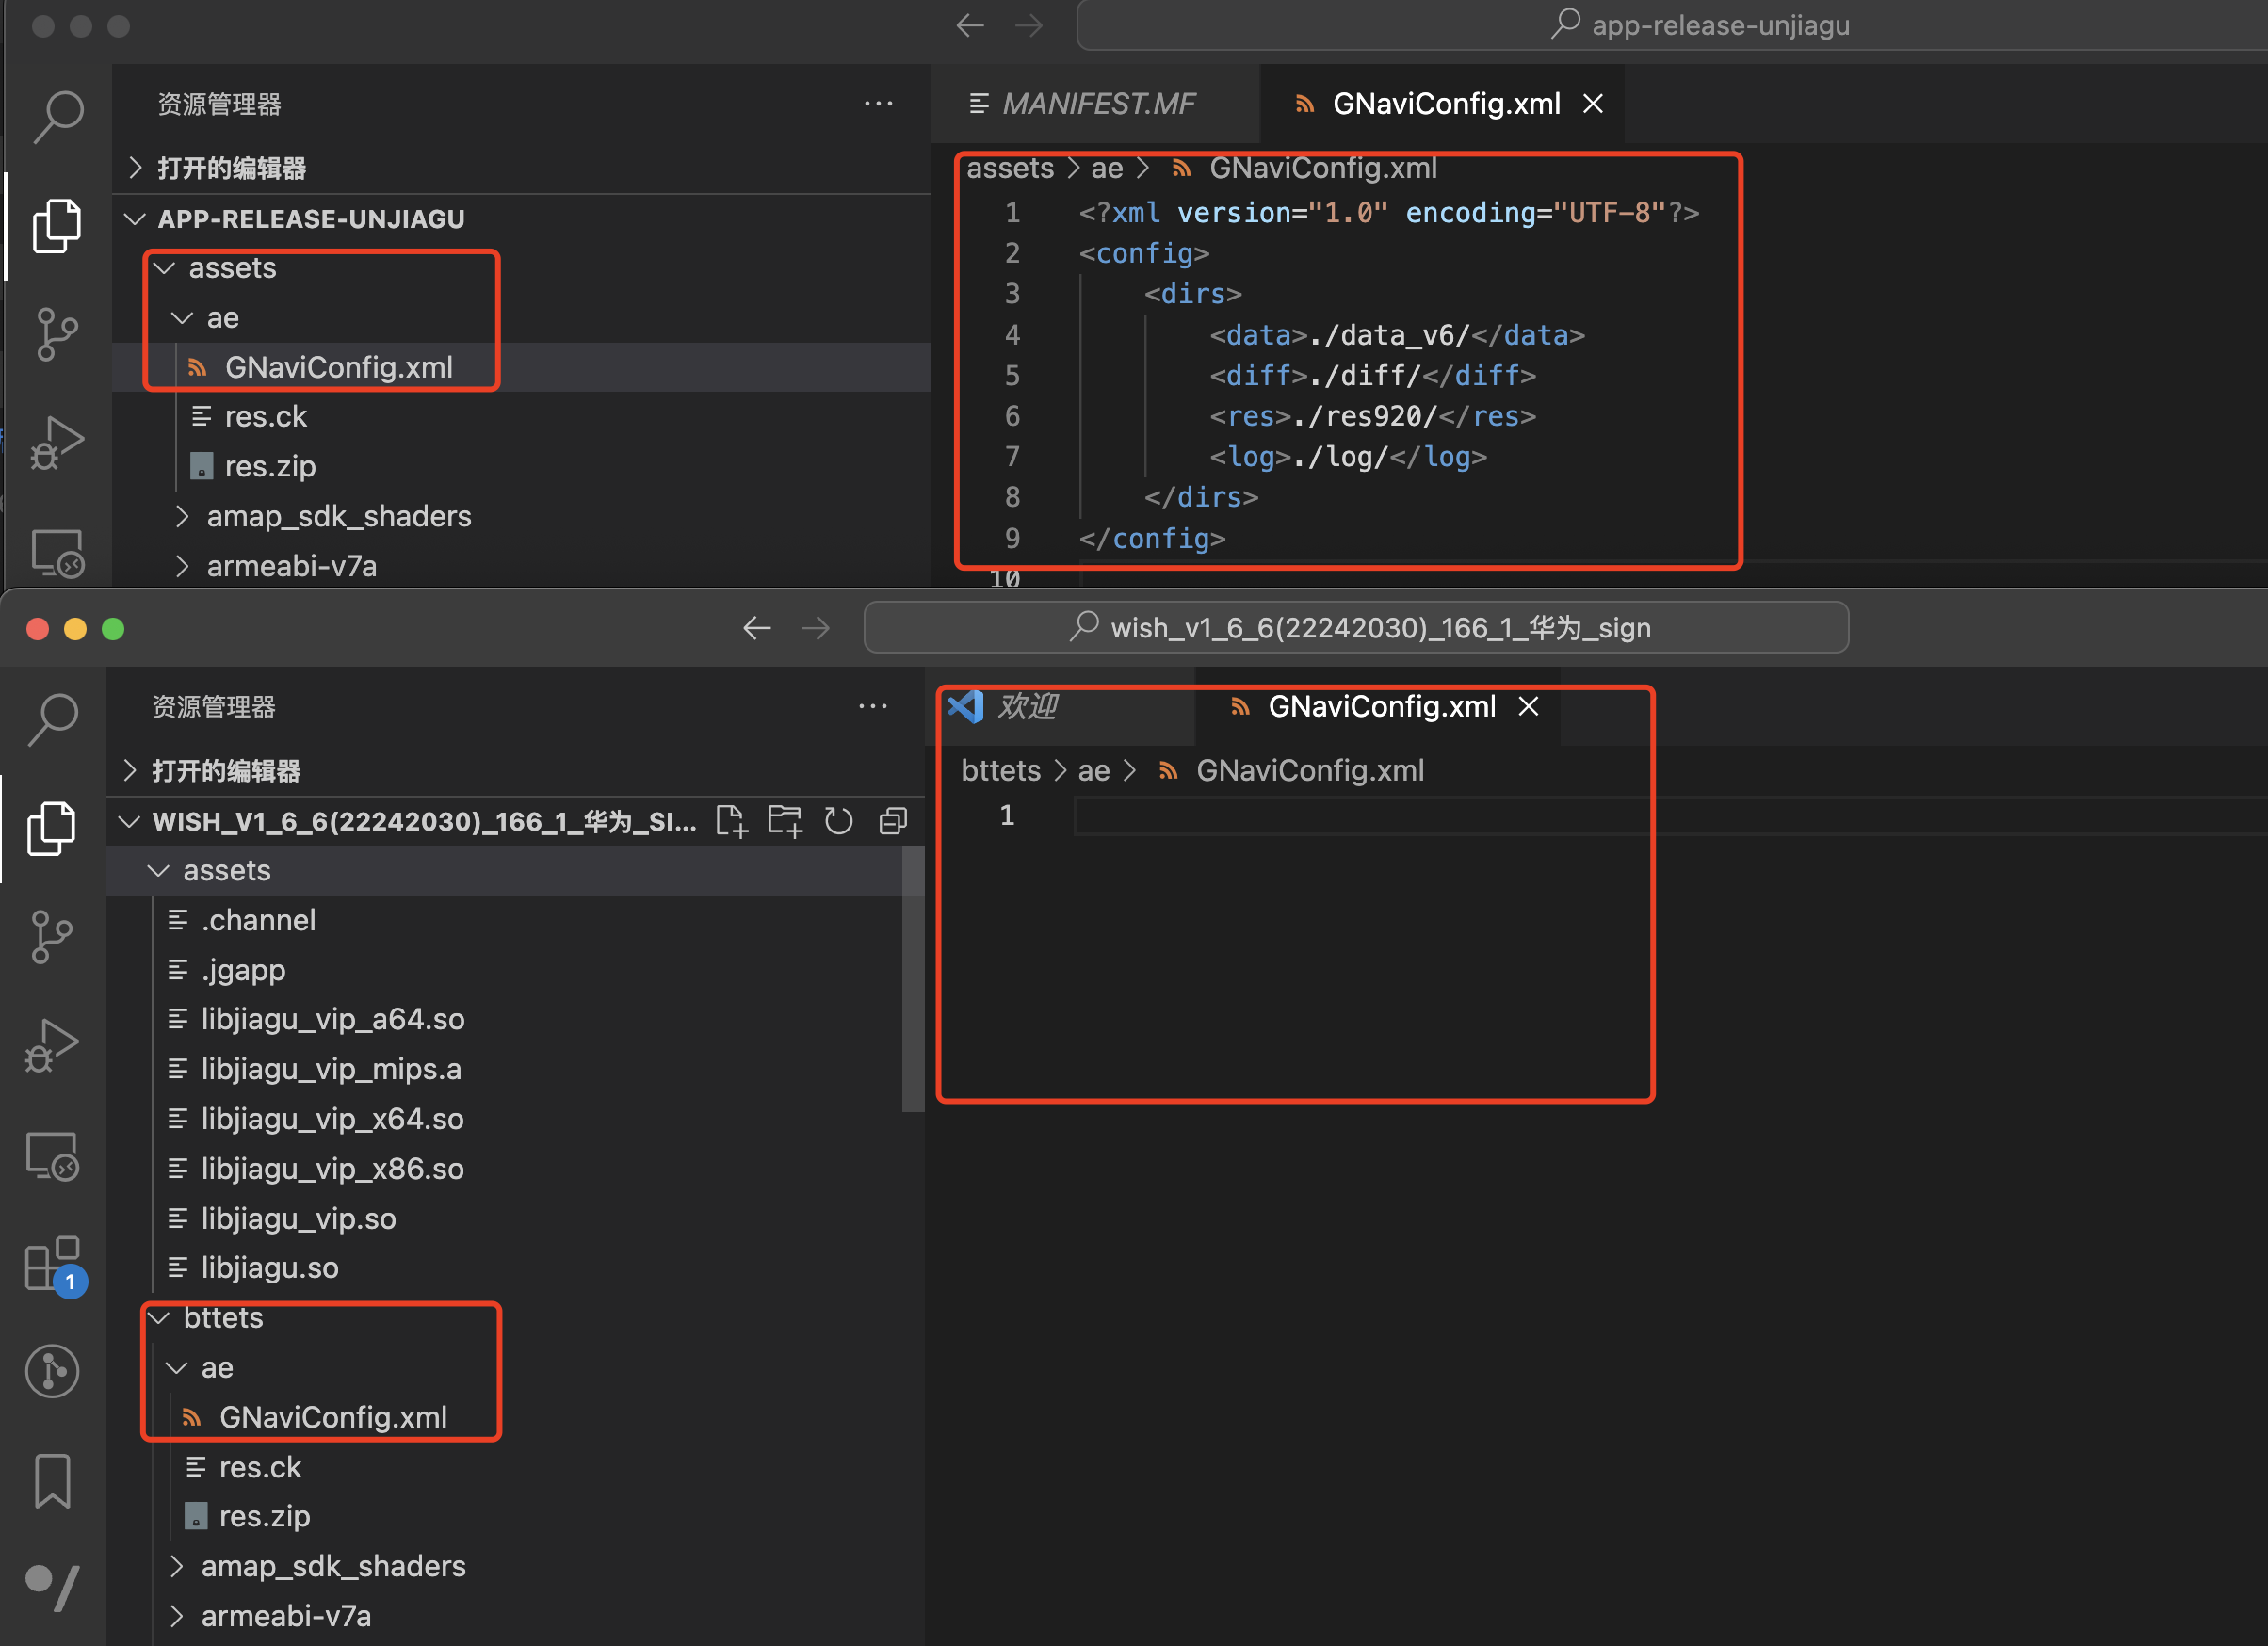 app-release-unjiagu
资源管理器
MANIFEST.MF
GNaviConfig.xml
打开的编辑器
APP-RELEASE-UNJIAGU
assets
ae
GNaviConfig.xml
res.ck
res.zip
amap_sdk_shaders
armeabi-v7a
assets > ae > GNaviConfig.xml
1 <?xml version="1.0" encoding="UTF-8"?>
2 <config>
3 <dirs>
4 <data>./data_v6/</data>
5 <diff>./diff/</diff>
6 <res>./res920/</res>
7 <log>./log/</log>
8 </dirs>
9 </config>
10
wish_v1_6_6(22242030)_166_1_华为_sign
资源管理器
欢迎
GNaviConfig.xml
打开的编辑器
WISH_V1_6_6(22242030)_166_1_华为_SI...
assets
.channel
.jgapp
libjiagu_vip_a64.so
libjiagu_vip_mips.a
libjiagu_vip_x64.so
libjiagu_vip_x86.so
libjiagu_vip.so
libjiagu.so
bttets
ae
GNaviConfig.xml
res.ck
res.zip
amap_sdk_shaders
armeabi-v7a
1
bttets > ae > GNaviConfig.xml
1